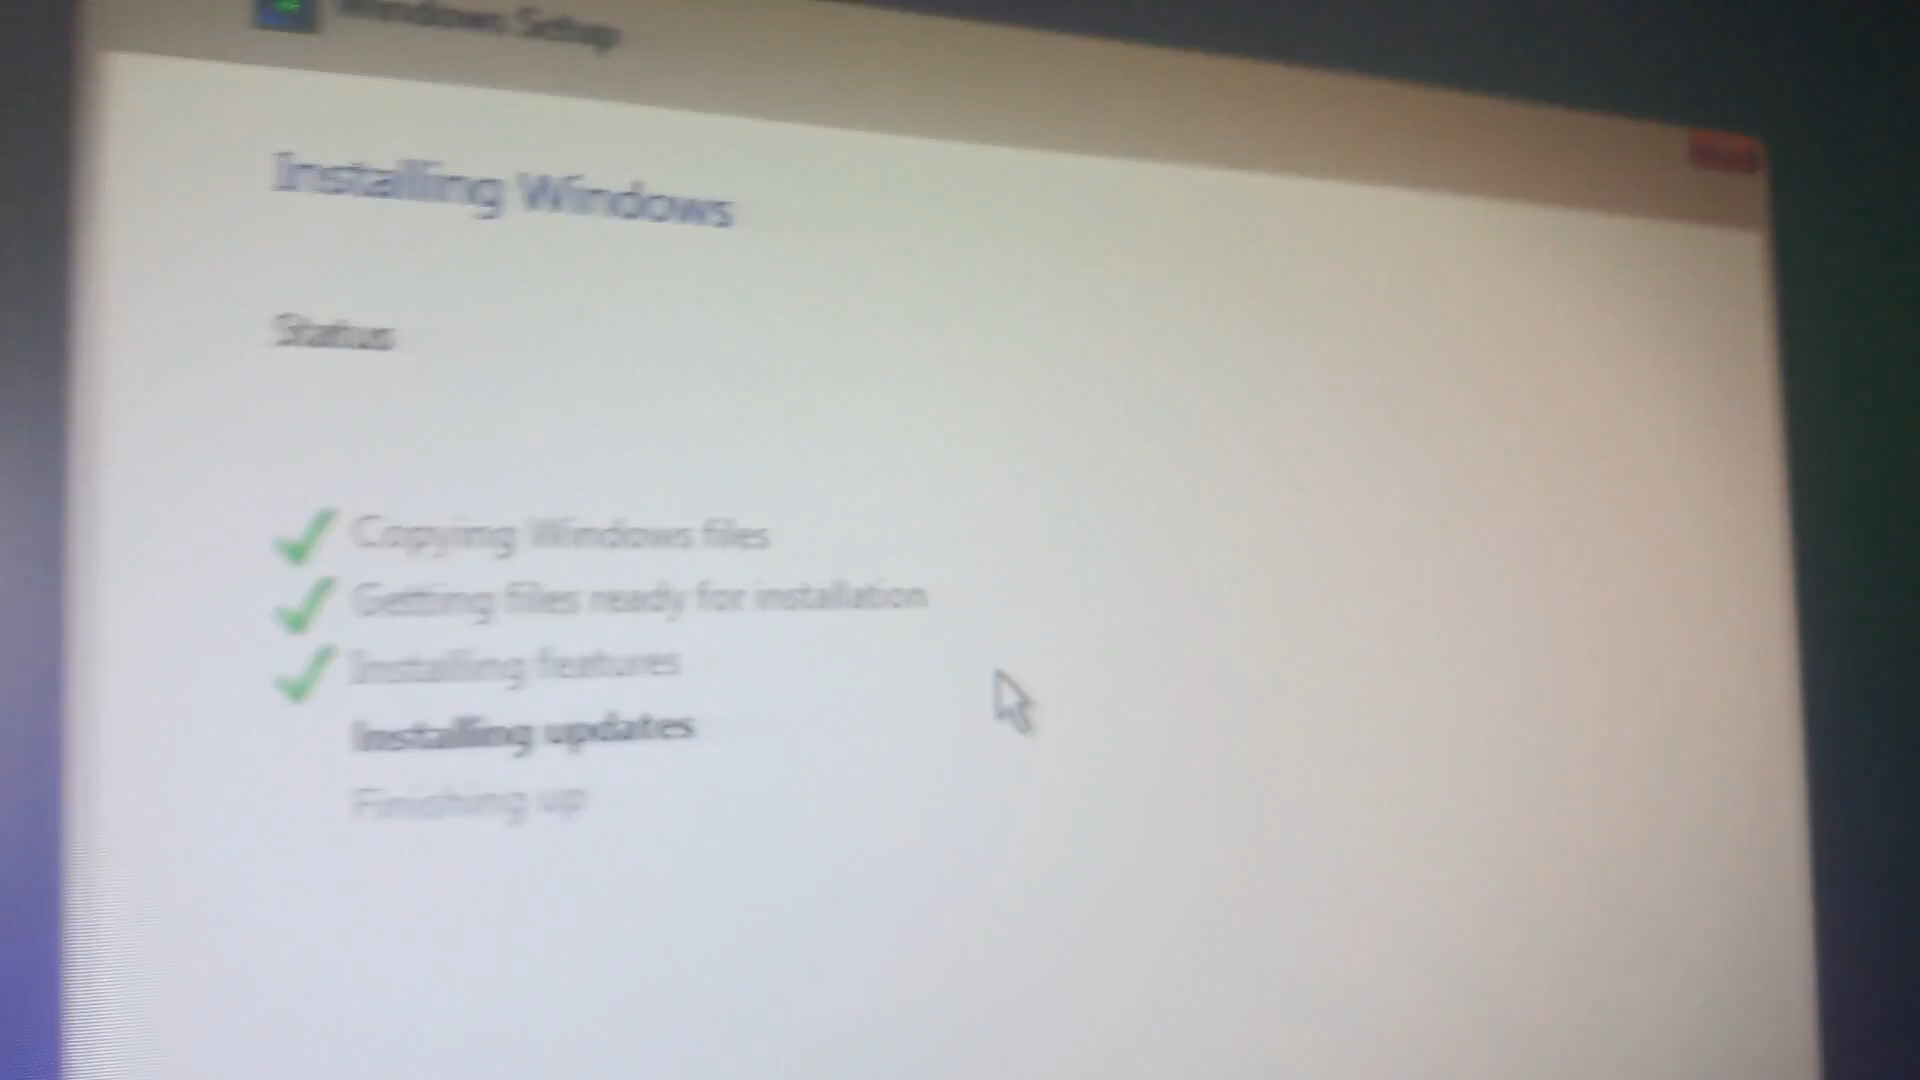 Windows Setup
Installing Windows
Status
Copying Windows files
Getting files ready for installation
Installing features
Installing updates
Finishing up